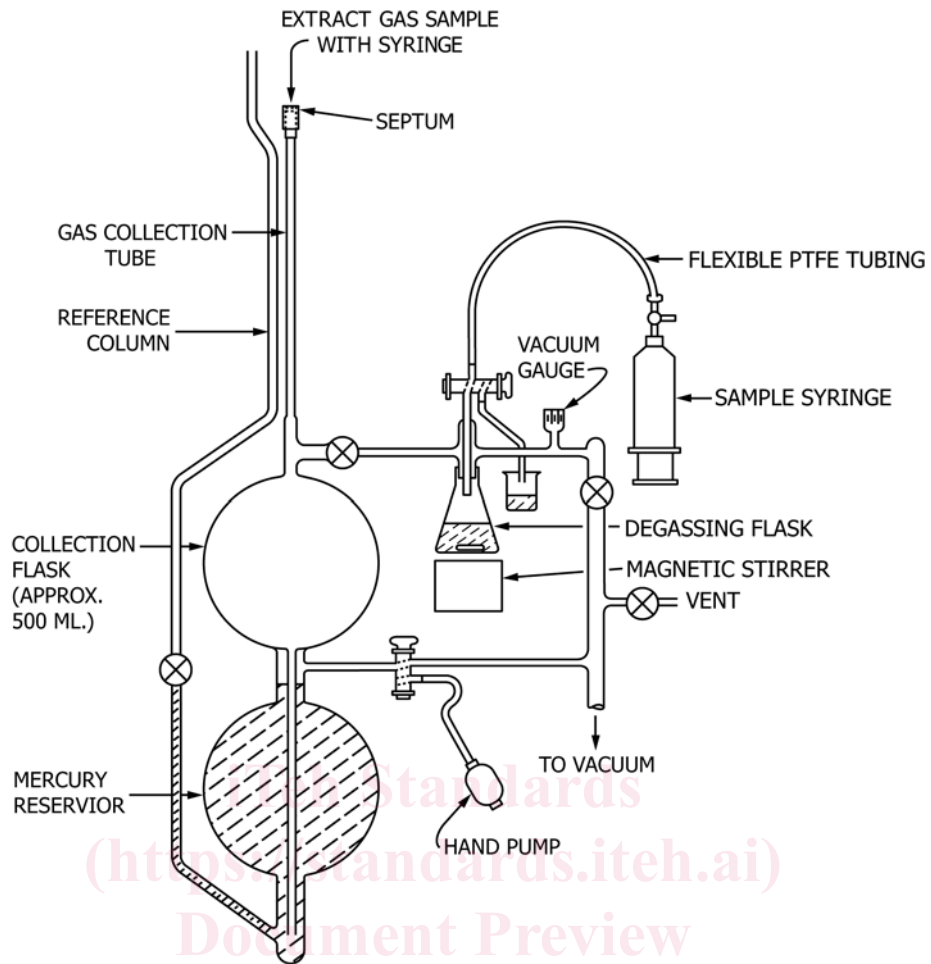 EXTRACT GAS SAMPLE
WITH SYRINGE
SEPTUM
GAS COLLECTION
TUBE
FLEXIBLE PTFE TUBING
REFERENCE
COLUMN
VACUUM
GAUGE
SAMPLE SYRINGE
COLLECTION
FLASK
(APPROX.
500 ML.)
DEGASSING FLASK
MAGNETIC STIRRER
VENT
TO VACUUM
MERCURY
RESERVIOR
HAND PUMP
iTeh Standards
(https://standards.iteh.ai)
Document Preview